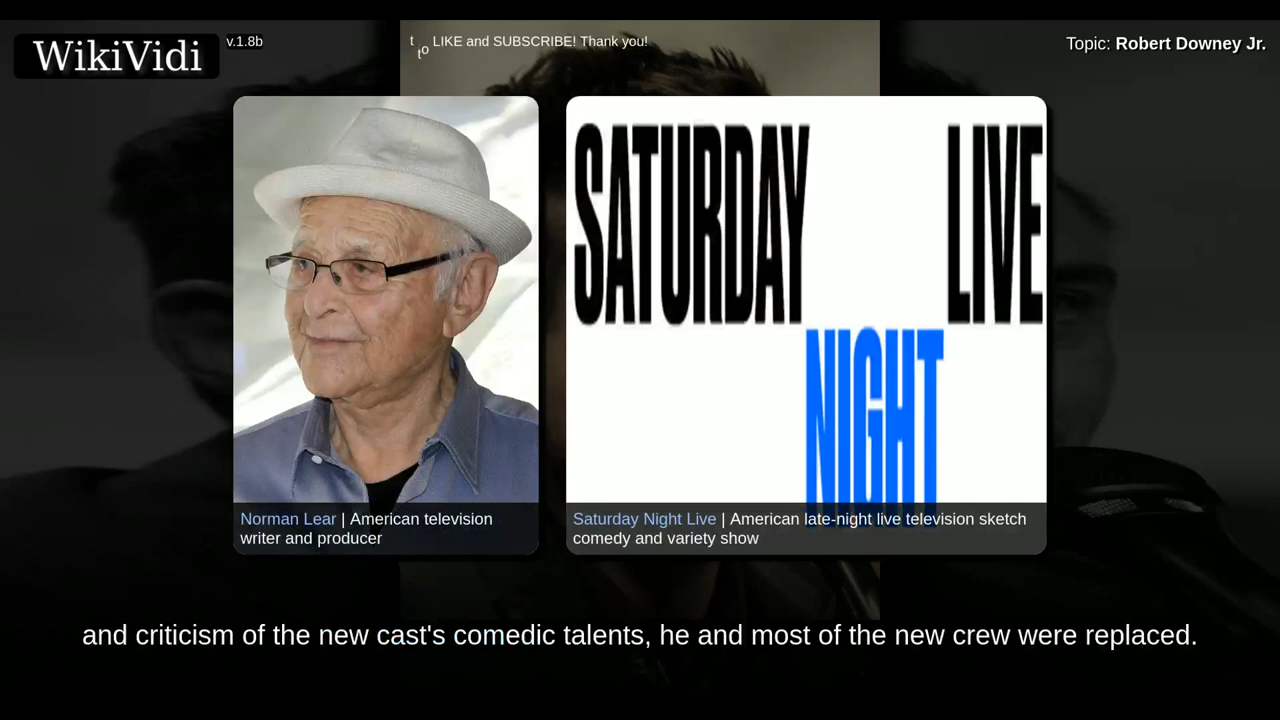 WikiVidi
v.1.8b
t
to
LIKE and SUBSCRIBE! Thank you!
Topic: Robert Downey Jr.
SATURDAY LIVE
NIGHT
Norman Lear | American television
writer and producer
Saturday Night Live | American late-night live television sketch
comedy and variety show
and criticism of the new cast's comedic talents, he and most of the new crew were replaced.